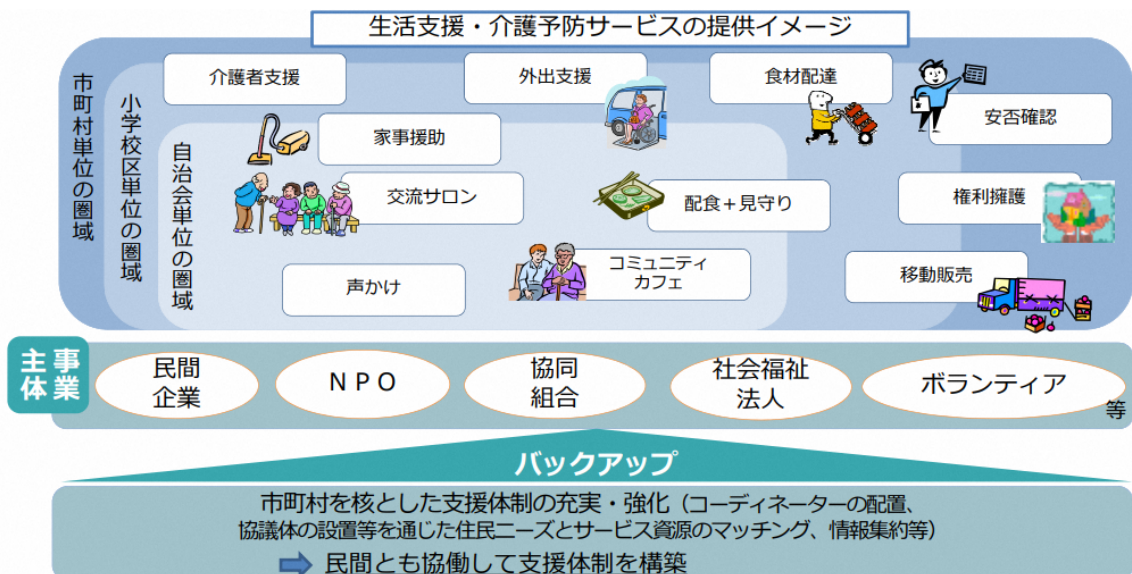 生活支援・介護予防サービスの提供イメージ
市町村単位の圏域
小学校区単位の圏域
自治会単位の圏域
介護者支援
外出支援
食材配達
安否確認
家事援助
交流サロン
配食+見守り
権利擁護
声かけ
コミュニティ
カフェ
移動販売
事業
主体
民間
企業
NPO
協同
組合
社会福祉
法人
ボランティア
等
バックアップ
市町村を核とした支援体制の充実・強化(コーディネーターの配置、
協議体の設置等を通じた住民ニーズとサービス資源のマッチング、情報集約等)
民間とも協働して支援体制を構築